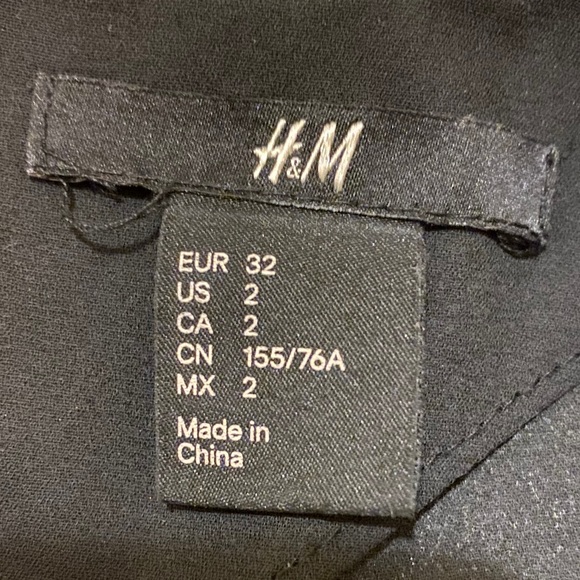 H&M
EUR 32
US 2
CA 2
CN 155/76A
MX 2
Made in
China